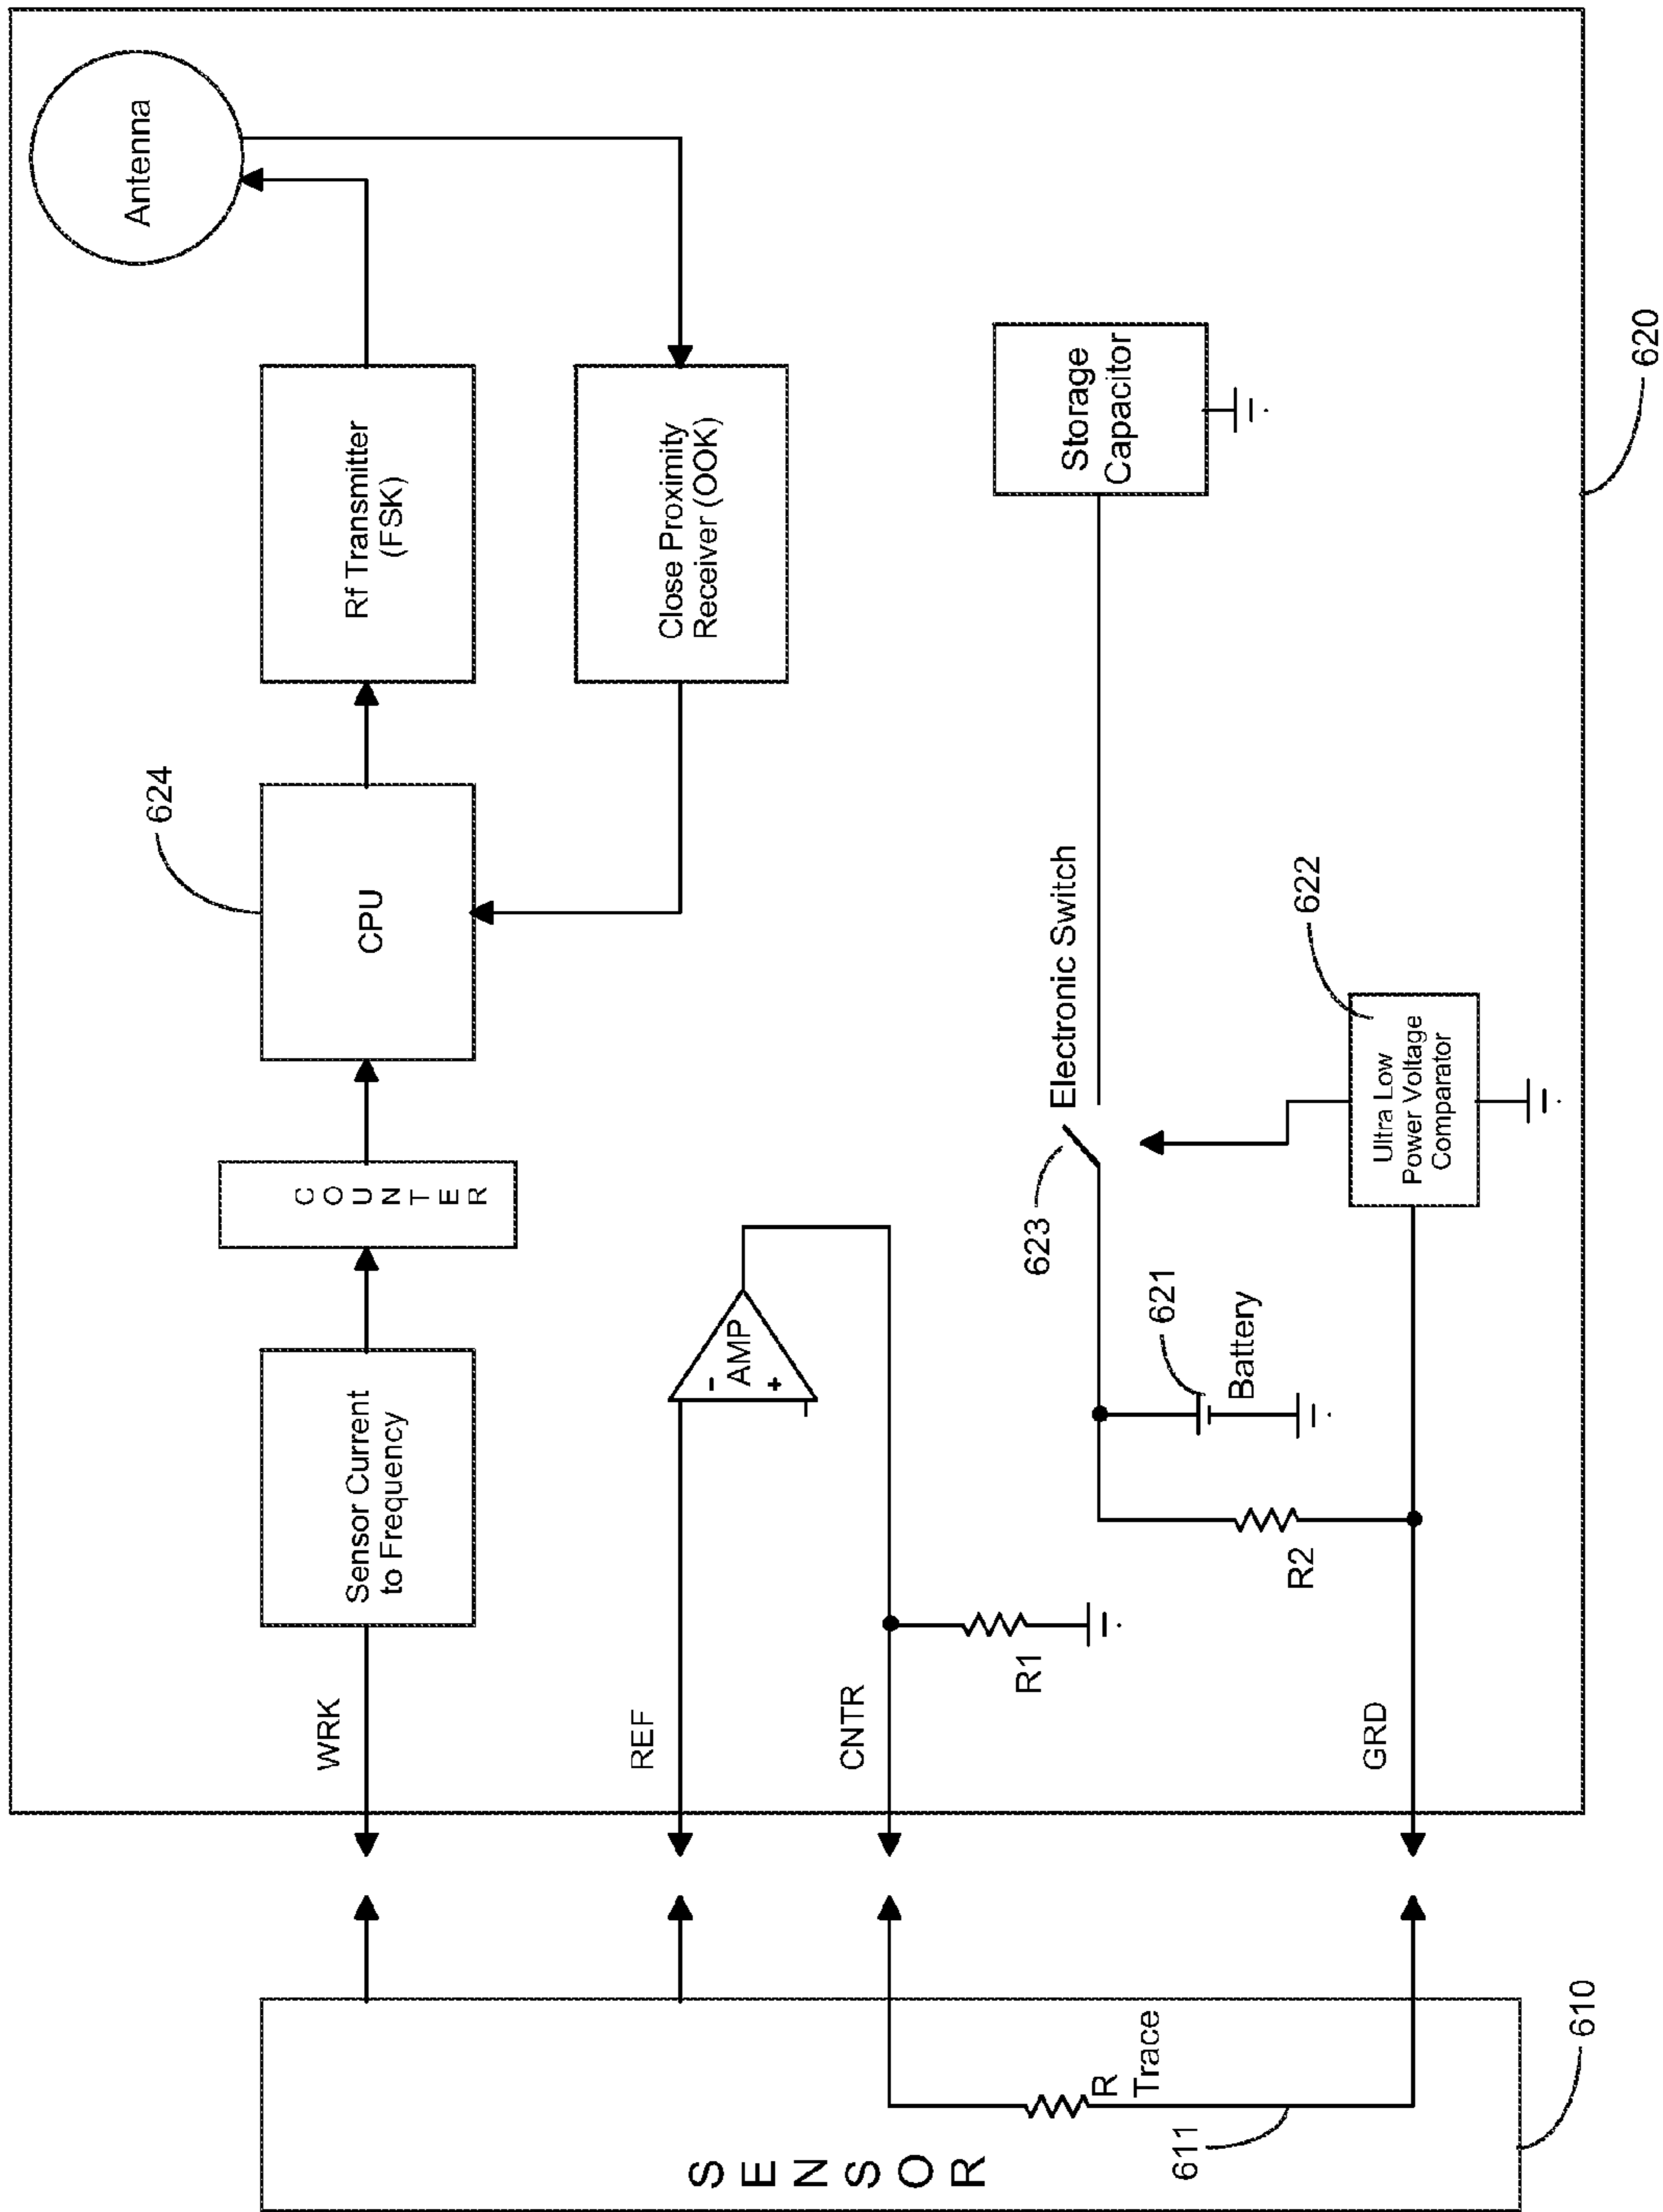 SENSOR
R
Trace
611
610
WRK
REF
CNTR
GRD
Sensor Current
to Frequency
COUNTER
CPU
624
Rf Transmitter
(FSK)
Antenna
Close Proximity
Receiver (OOK)
-
AMP
+
R1
R2
621
Battery
623
Electronic Switch
Storage
Capacitor
Ultra Low
Power Voltage
Comparator
622
620